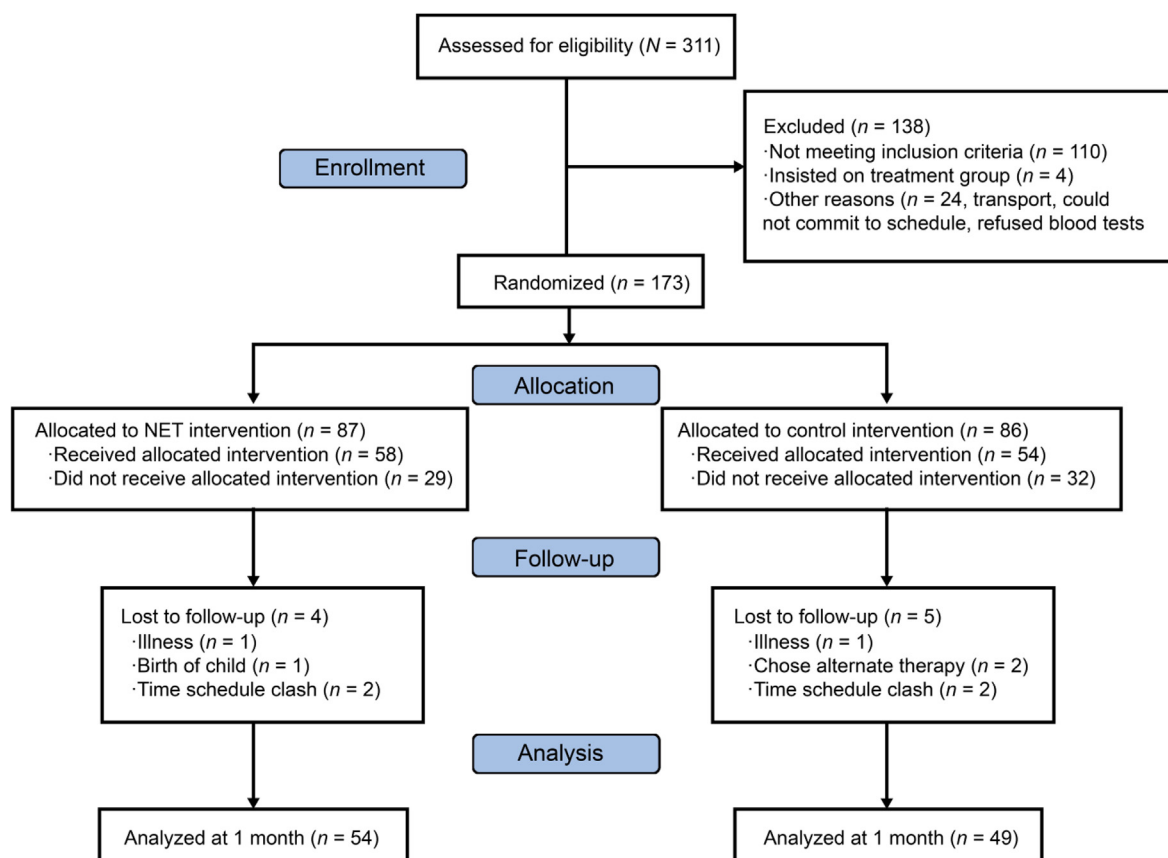 Assessed for eligibility (N = 311)
Excluded (n = 138)
·Not meeting inclusion criteria (n = 110)
·Insisted on treatment group (n = 4)
·Other reasons (n = 24, transport, could
not commit to schedule, refused blood tests
Enrollment
Randomized (n = 173)
Allocation
Allocated to NET intervention (n = 87)
·Received allocated intervention (n = 58)
·Did not receive allocated intervention (n = 29)
Allocated to control intervention (n = 86)
·Received allocated intervention (n = 54)
·Did not receive allocated intervention (n = 32)
Follow-up
Lost to follow-up (n = 4)
·Illness (n = 1)
·Birth of child (n = 1)
·Time schedule clash (n = 2)
Lost to follow-up (n = 5)
·Illness (n = 1)
·Chose alternate therapy (n = 2)
·Time schedule clash (n = 2)
Analysis
Analyzed at 1 month (n = 54)
Analyzed at 1 month (n = 49)